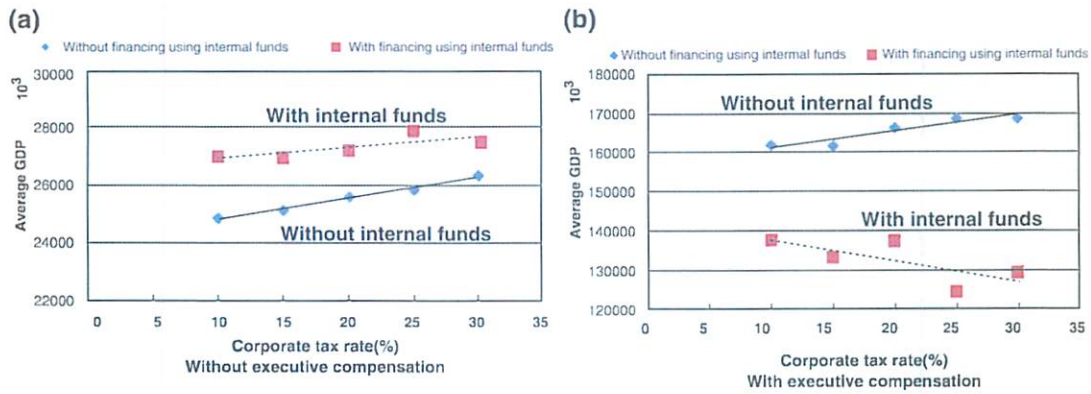 (a)
Without financing using internal funds With financing using internal funds
10³
Average GDP
30000
28000
26000
24000
22000
With internal funds
Without internal funds
0 5 10 15 20 25 30 35
Corporate tax rate(%)
Without executive compensation
(b)
Without financing using internal funds With financing using internal funds
10³
Average GDP
180000
170000
160000
150000
140000
130000
120000
Without internal funds
With internal funds
0 5 10 15 20 25 30 35
Corporate tax rate(%)
With executive compensation